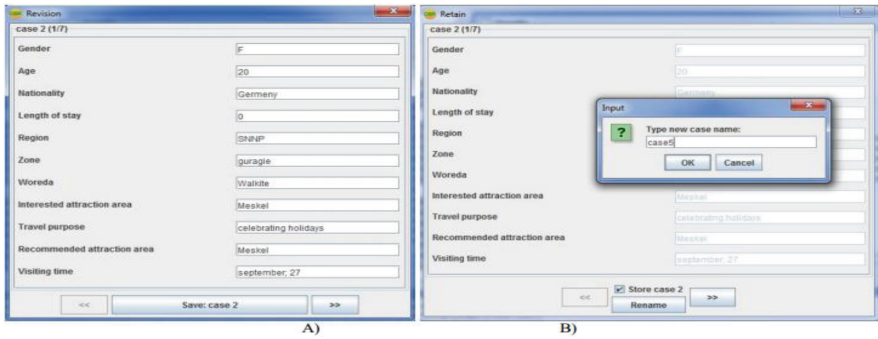 Revision
case 2 (1/7)
Gender F
Age 20
Nationality Germeny
Length of stay 0
Region SNNP
Zone guragie
Woreda Walkite
Interested attraction area Meskel
Travel purpose celebrating holidays
Recommended attraction area Meskel
Visiting time september, 27
<< Save: case 2 >>
A)
Retain
case 2 (1/7)
Gender F
Age 20
Nationality Germeny
Length of stay
Region
Zone
Woreda
Interested attraction area Meskel
Travel purpose celebrating holidays
Recommended attraction area Meskel
Visiting time september, 27
Input
?
Type new case name:
case5
OK Cancel
<< Store case 2 >>
Rename
B)